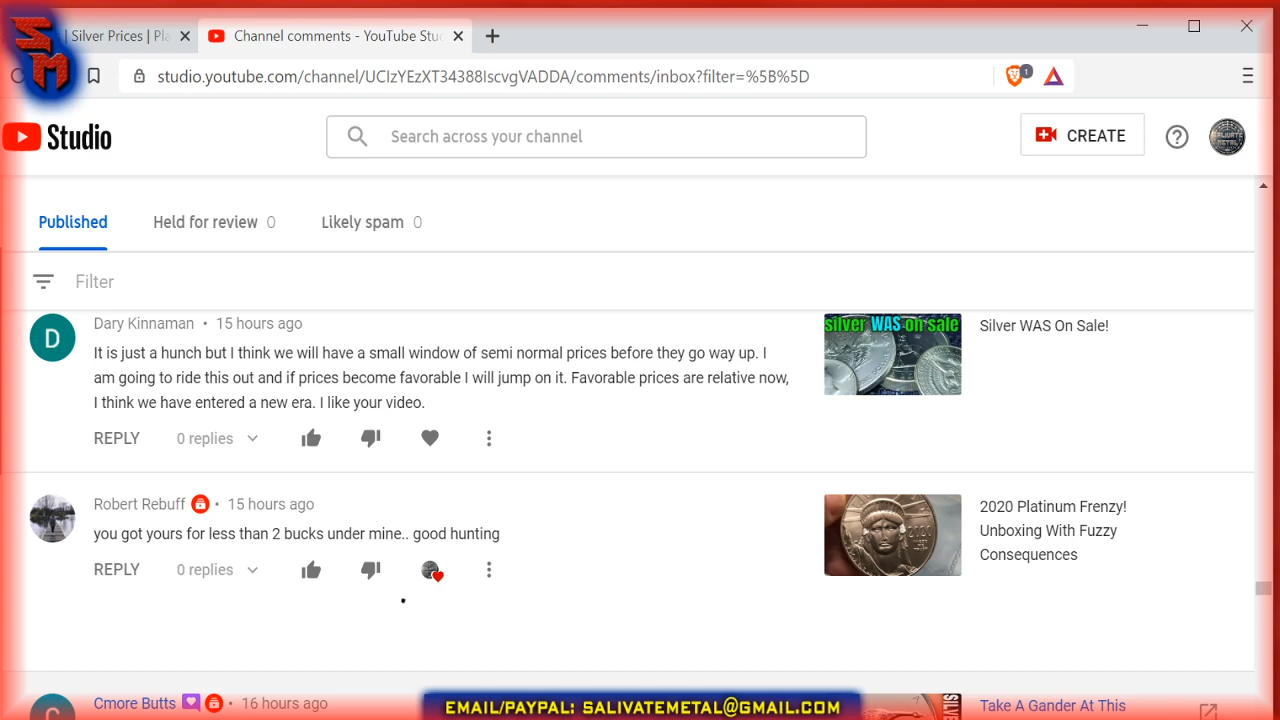 SM
| Silver Prices | Pla
Channel comments - YouTube Stu
studio.youtube.com/channel/UCIzYEzXT34388IscvgVADDA/comments/inbox?filter=%5B%5D
1
Studio
Search across your channel
CREATE
Published
Held for review 0
Likely spam 0
Filter
D
Dary Kinnaman • 15 hours ago
It is just a hunch but I think we will have a small window of semi normal prices before they go way up. I
am going to ride this out and if prices become favorable I will jump on it. Favorable prices are relative now,
I think we have entered a new era. I like your video.
REPLY 0 replies
silver WAS on sale
Silver WAS On Sale!
Robert Rebuff • 15 hours ago
you got yours for less than 2 bucks under mine.. good hunting
REPLY 0 replies
2020
2020 Platinum Frenzy!
Unboxing With Fuzzy
Consequences
C
Cmore Butts • 16 hours ago
Take A Gander At This
EMAIL/PAYPAL: SALIVATEMETAL@GMAIL.COM